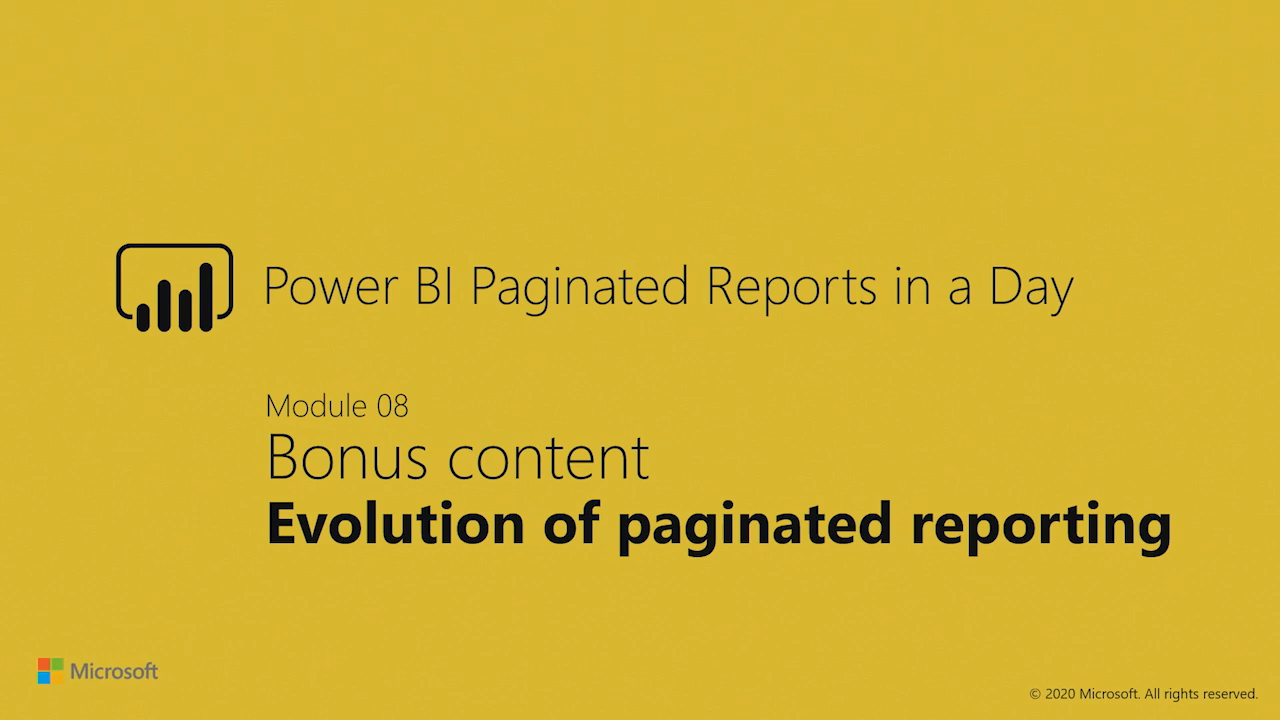 Power BI Paginated Reports in a Day
Module 08
Bonus content
Evolution of paginated reporting
Microsoft
© 2020 Microsoft. All rights reserved.